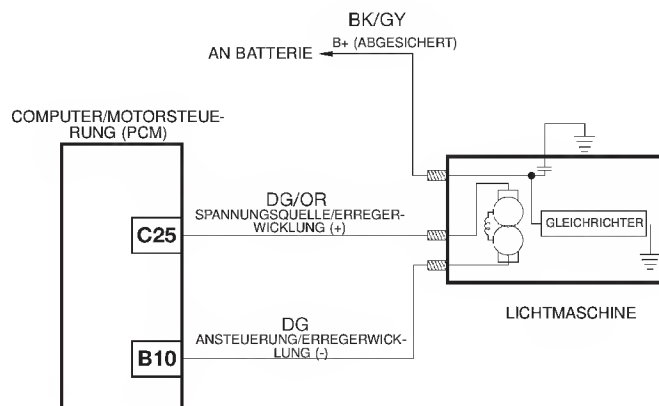 BK/GY
B+ (ABGESICHERT)
AN BATTERIE
COMPUTER/MOTORSTEUE-
RUNG (PCM)
DG/OR
SPANNUNGSQUELLE/ERREGER-
WICKLUNG (+)
C25
GLEICHRICHTER
LICHTMASCHINE
DG
ANSTEUERUNG/ERREGERWICK-
LUNG (-)
B10